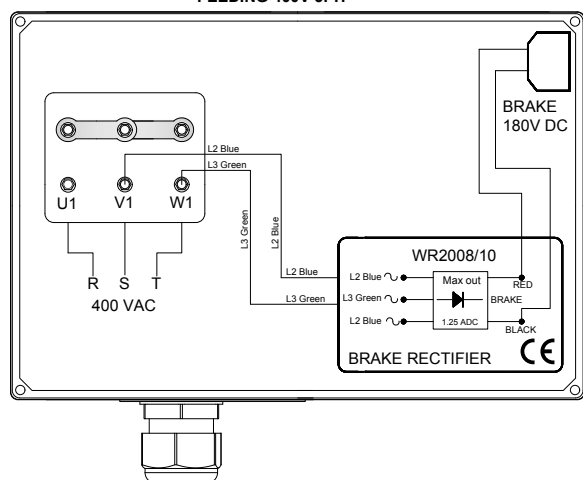 BRAKE
180V DC
L2 Blue
L3 Green
U1 V1 W1
L3 Green
L2 Blue
R S T
400 VAC
L2 Blue
L3 Green
WR2008/10
L2 Blue
Max out
RED
L3 Green
BRAKE
L2 Blue
1.25 ADC
BLACK
BRAKE RECTIFIER
CE